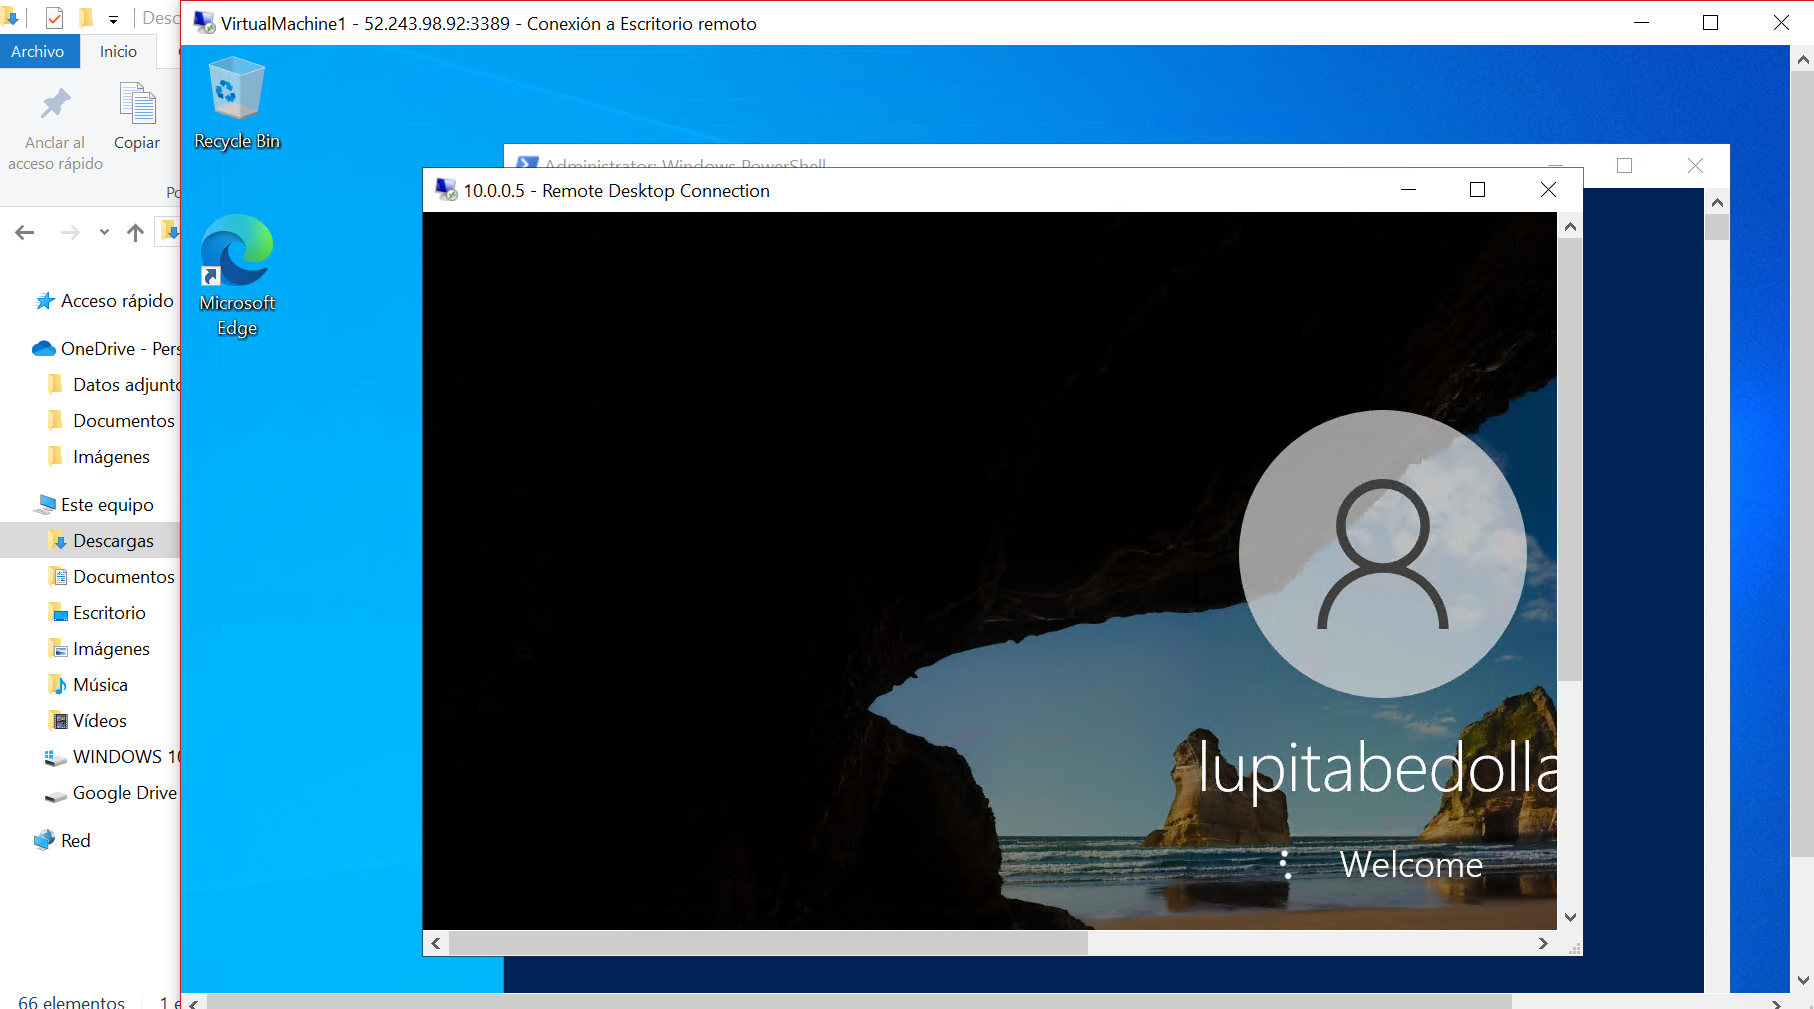 Desc
VirtualMachine1 - 52.243.98.92:3389 - Conexión a Escritorio remoto
Archivo
Inicio
Anclar al
acceso rápido
Copiar
Recycle Bin
Administrator: Windows PowerShell
10.0.0.5 - Remote Desktop Connection
Microsoft
Edge
Acceso rápido
OneDrive - Pers
Datos adjunto
Documentos
Imágenes
Este equipo
Descargas
Documentos
Escritorio
Imágenes
Música
Vídeos
WINDOWS 10
Google Drive
Red
lupitabedolla
Welcome
66 elementos
1 e